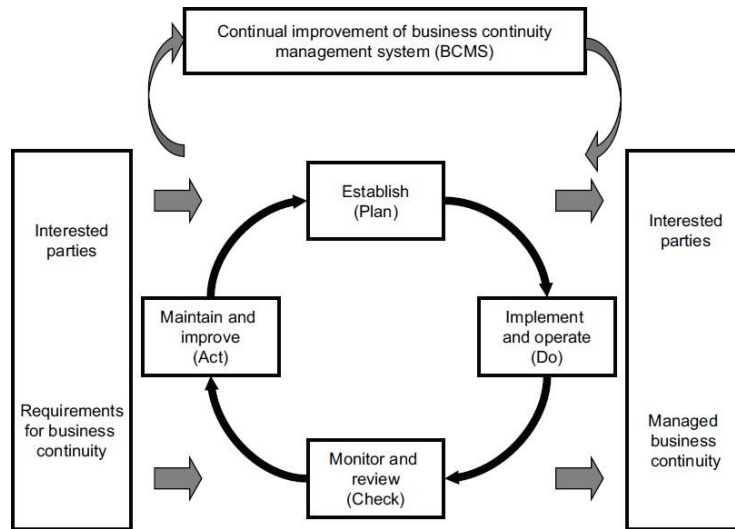 Continual improvement of business continuity
management system (BCMS)
Establish
(Plan)
Interested
parties
Interested
parties
Maintain and
improve
(Act)
Implement
and operate
(Do)
Requirements
for business
continuity
Managed
business
continuity
Monitor and
review
(Check)